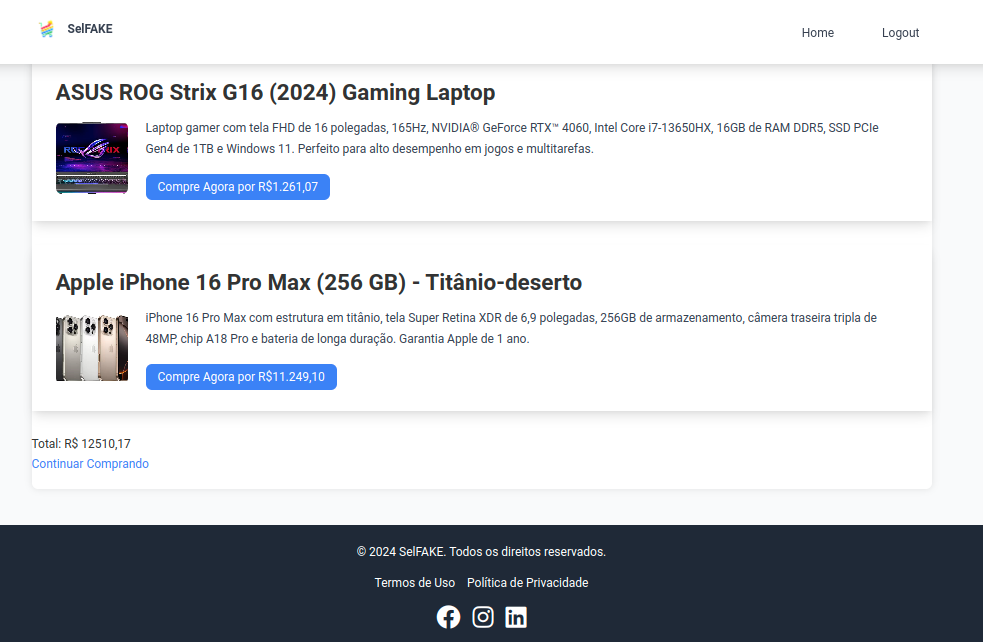 SelFAKE
Home
Logout
ASUS ROG Strix G16 (2024) Gaming Laptop
Laptop gamer com tela FHD de 16 polegadas, 165Hz, NVIDIA® GeForce RTX™ 4060, Intel Core i7-13650HX, 16GB de RAM DDR5, SSD PCIe
Gen4 de 1TB e Windows 11. Perfeito para alto desempenho em jogos e multitarefas.
Compre Agora por R$1.261,07
Apple iPhone 16 Pro Max (256 GB) - Titânio-deserto
iPhone 16 Pro Max com estrutura em titânio, tela Super Retina XDR de 6,9 polegadas, 256GB de armazenamento, câmera traseira tripla de
48MP, chip A18 Pro e bateria de longa duração. Garantia Apple de 1 ano.
Compre Agora por R$11.249,10
Total: R$ 12510,17
Continuar Comprando
© 2024 SelFAKE. Todos os direitos reservados.
Termos de Uso Política de Privacidade